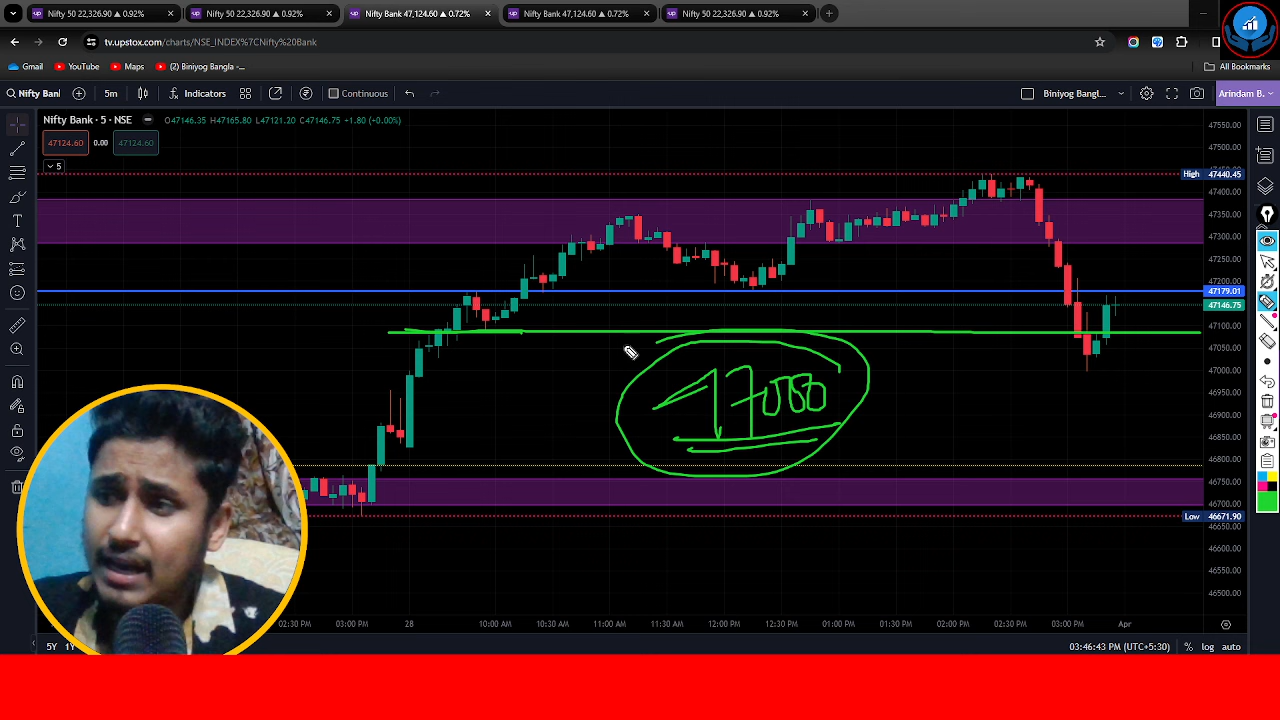 Nifty 50 22,326.90 ▲ 0.92%
Nifty 50 22,326.90 ▲ 0.92%
Nifty Bank 47,124.60 ▲ 0.72%
Nifty Bank 47,124.60 ▲ 0.72%
Nifty 50 22,326.90 ▲ 0.92%
tv.upstox.com/charts/NSE_INDEX%7CNifty%20Bank
Gmail
YouTube
Maps
(2) Biniyog Bangla -...
All Bookmarks
Nifty Ban
5m
Indicators
Continuous
Biniyog Bangl...
Arindam B.
Nifty Bank · 5 · NSE
O47146.35 H47165.80 L47121.20 C47146.75 −1.80 (+0.00%)
47124.60
0.00
47124.60
5
47550.00
47500.00
High 47440.45
47400.00
47350.00
47300.00
47250.00
47200.00
47179.01
47146.75
47100.00
47050.00
47000.00
46950.00
46900.00
46850.00
46800.00
46750.00
46700.00
Low 46671.90
46650.00
46600.00
46550.00
46500.00
47000
02:30 PM
03:00 PM
28
10:00 AM
10:30 AM
11:00 AM
11:30 AM
12:00 PM
12:30 PM
01:00 PM
01:30 PM
02:00 PM
02:30 PM
03:00 PM
Apr
5Y
1Y
03:46:43 PM (UTC+5:30)
%
log
auto